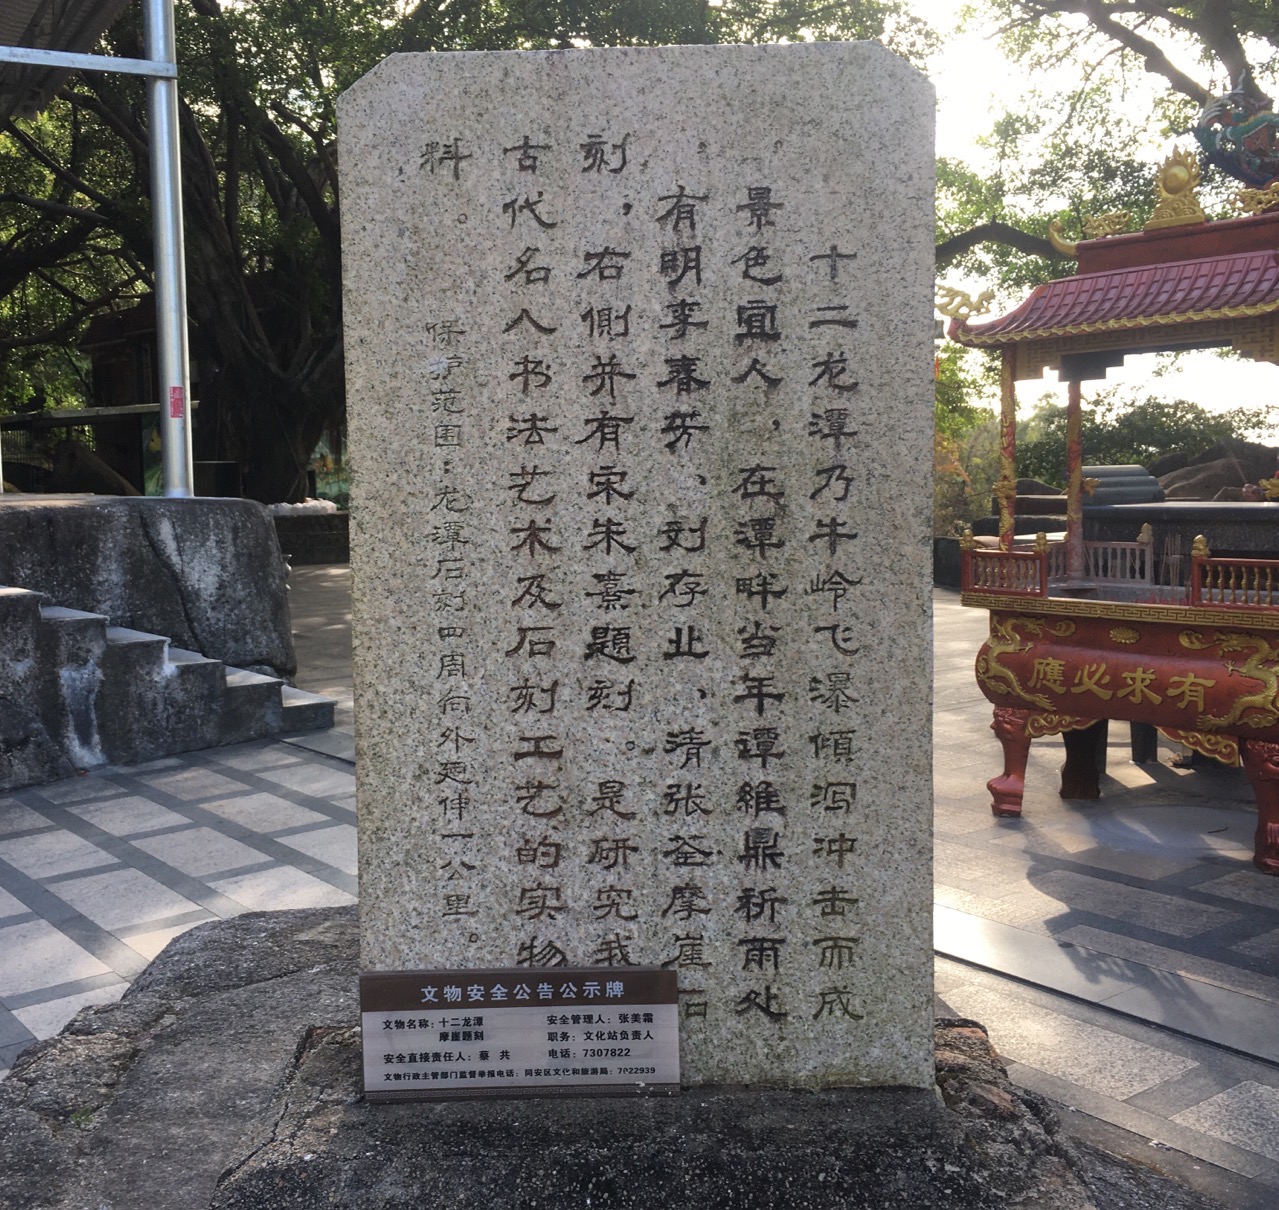 十二龙潭乃牛岭飞瀑倾泻冲击而成
，景色宜人，在潭畔当年谭维鼎祈雨处
，有明李春芳、刘存止、清张荃摩崖石
刻，右侧并有宋朱熹题刻。是研究我
古代名人书法艺术及石刻工艺的实物
料。
保护范围：龙潭石刻四周向外延伸一公里。
文物安全公告公示牌
文物名称：十二龙潭摩崖题刻
安全管理人：张美霜
职务：文化站负责人
安全直接责任人：蔡 共
电话：7307822
文物行政主管部门监督举报电话：同安区文化和旅游局：7022939
有求必應